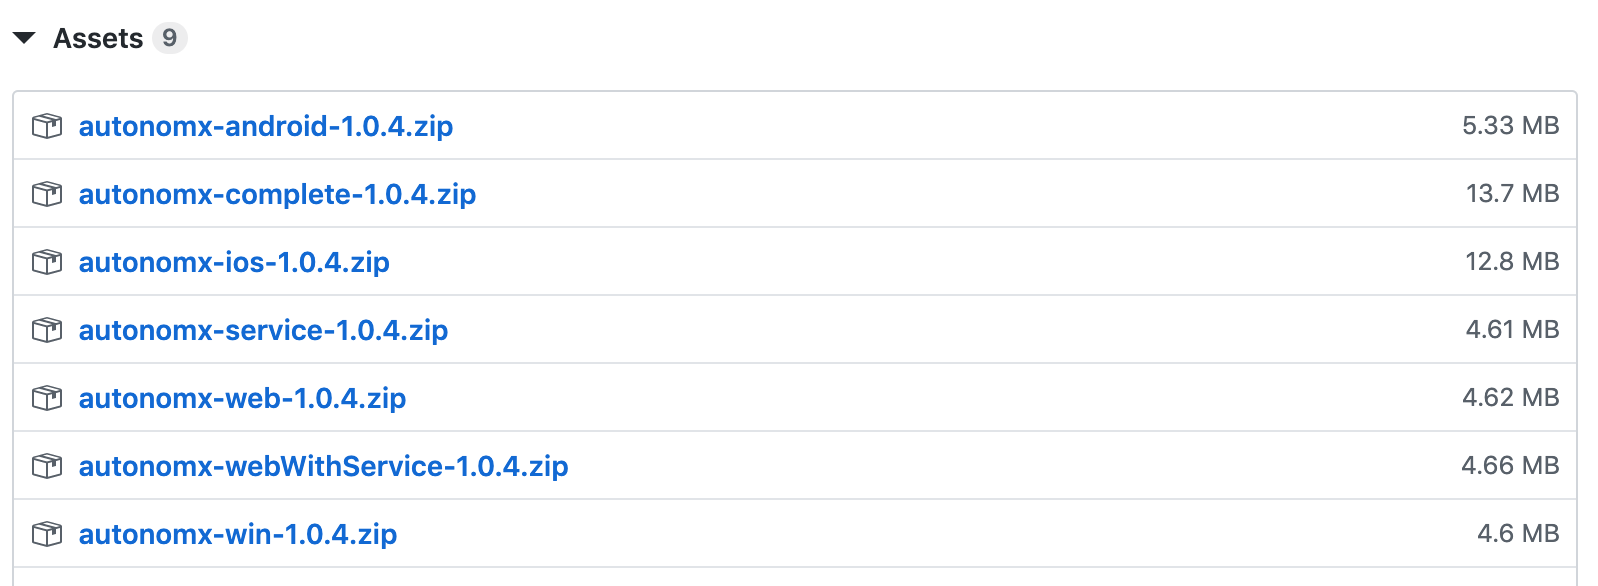 Assets 9
autonomx-android-1.0.4.zip 5.33 MB
autonomx-complete-1.0.4.zip 13.7 MB
autonomx-ios-1.0.4.zip 12.8 MB
autonomx-service-1.0.4.zip 4.61 MB
autonomx-web-1.0.4.zip 4.62 MB
autonomx-webWithService-1.0.4.zip 4.66 MB
autonomx-win-1.0.4.zip 4.6 MB